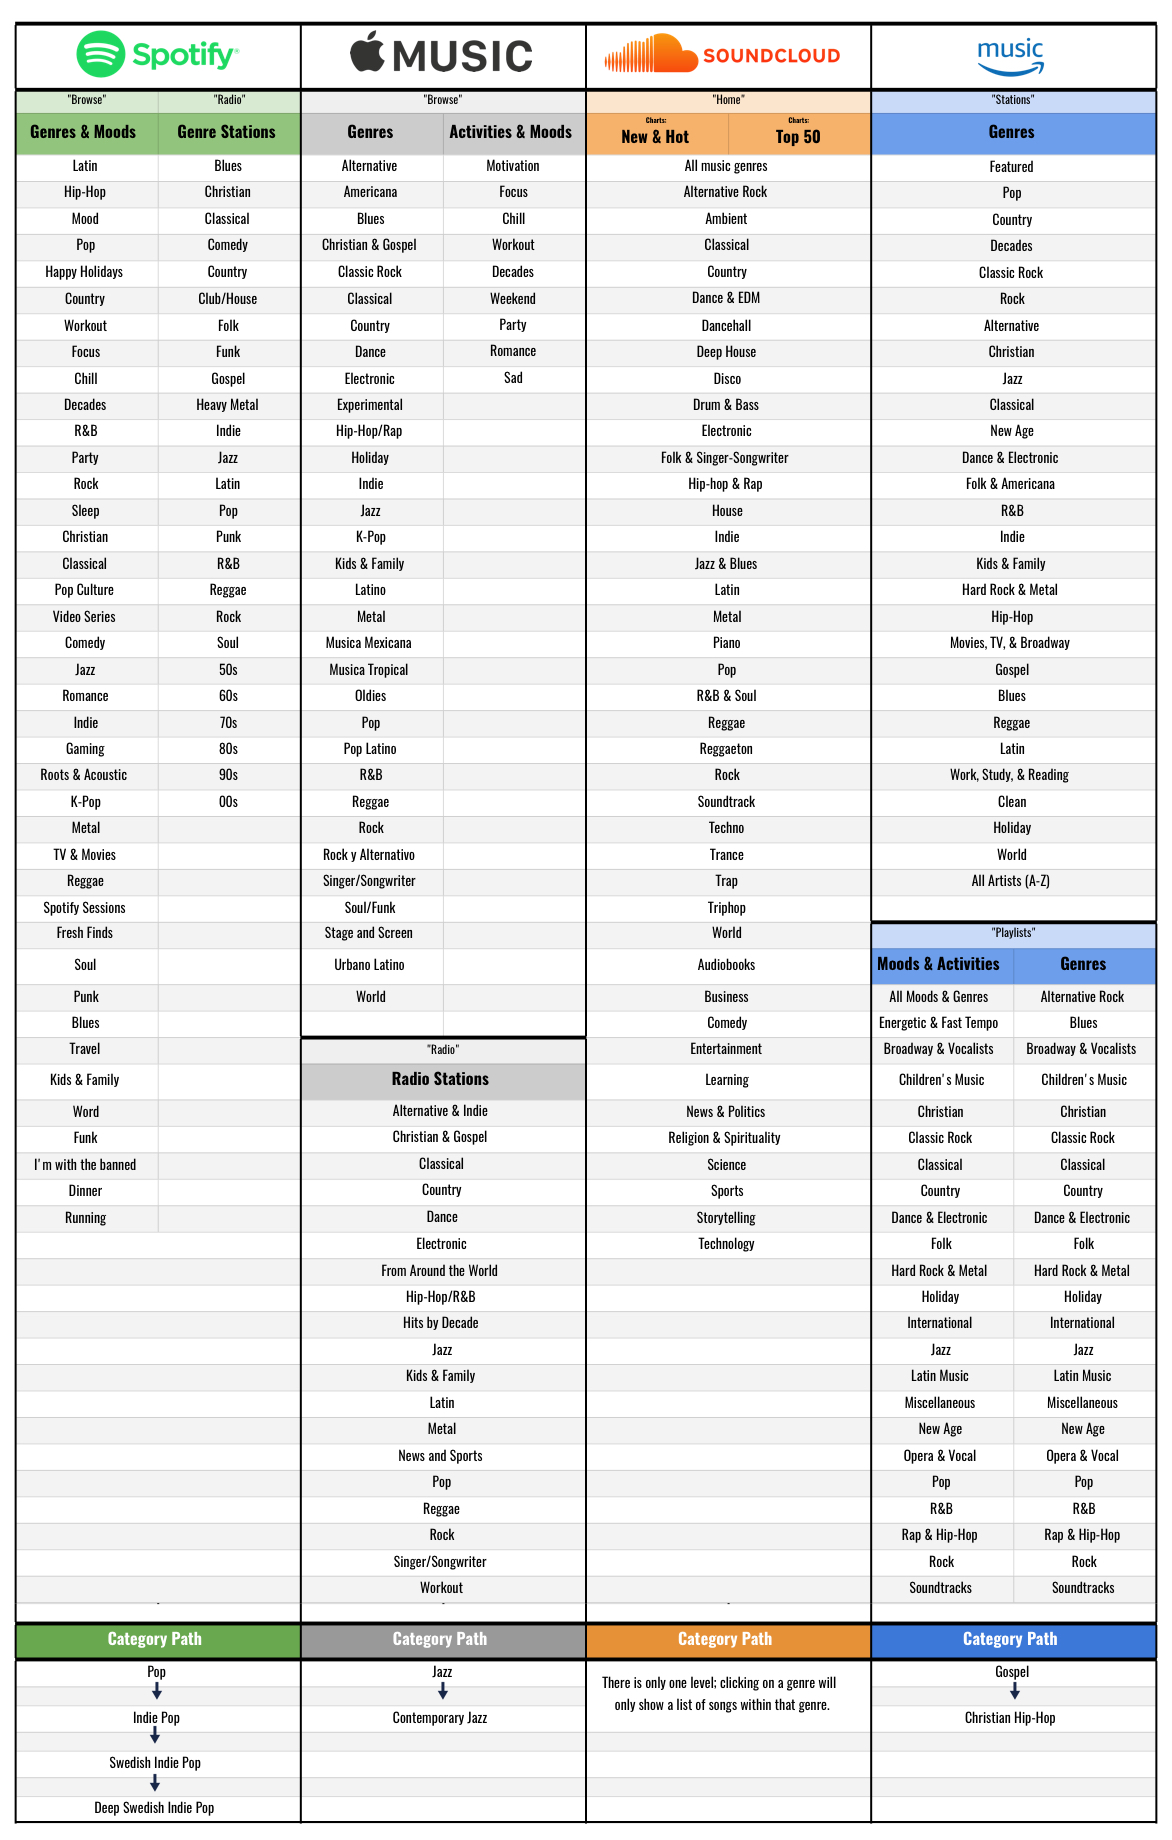 Spotify
MUSIC
SOUNDCLOUD
music
"Browse"
"Radio"
"Browse"
"Home"
"Stations"
Genres & Moods
Genre Stations
Genres
Activities & Moods
Charts:
New & Hot
Charts:
Top 50
Genres
Latin
Blues
Alternative
Motivation
All music genres
Featured
Hip-Hop
Christian
Americana
Focus
Alternative Rock
Pop
Mood
Classical
Blues
Chill
Ambient
Country
Pop
Comedy
Christian & Gospel
Workout
Classical
Decades
Happy Holidays
Country
Classic Rock
Decades
Country
Classic Rock
Country
Club/House
Classical
Weekend
Dance & EDM
Rock
Workout
Folk
Country
Party
Dancehall
Alternative
Focus
Funk
Dance
Romance
Deep House
Christian
Chill
Gospel
Electronic
Sad
Disco
Jazz
Decades
Heavy Metal
Experimental
Drum & Bass
Classical
R&B
Indie
Hip-Hop/Rap
Electronic
New Age
Party
Jazz
Holiday
Folk & Singer-Songwriter
Dance & Electronic
Rock
Latin
Indie
Hip-hop & Rap
Folk & Americana
Sleep
Pop
Jazz
House
R&B
Christian
Punk
K-Pop
Indie
Indie
Classical
R&B
Kids & Family
Jazz & Blues
Kids & Family
Pop Culture
Reggae
Latino
Latin
Hard Rock & Metal
Video Series
Rock
Metal
Metal
Hip-Hop
Comedy
Soul
Musica Mexicana
Piano
Movies, TV, & Broadway
Jazz
50s
Musica Tropical
Pop
Gospel
Romance
60s
Oldies
R&B & Soul
Blues
Indie
70s
Pop
Reggae
Reggae
Gaming
80s
Pop Latino
Reggaeton
Latin
Roots & Acoustic
90s
R&B
Rock
Work, Study, & Reading
K-Pop
00s
Reggae
Soundtrack
Clean
Metal
Rock
Techno
Holiday
TV & Movies
Rock y Alternativo
Trance
World
Reggae
Singer/Songwriter
Trap
All Artists (A-Z)
Spotify Sessions
Soul/Funk
Triphop
Fresh Finds
Stage and Screen
World
"Playlists"
Soul
Urbano Latino
Audiobooks
Moods & Activities
Genres
Punk
World
Business
All Moods & Genres
Alternative Rock
Blues
Comedy
Energetic & Fast Tempo
Blues
Travel
"Radio"
Entertainment
Broadway & Vocalists
Broadway & Vocalists
Kids & Family
Radio Stations
Learning
Children's Music
Children's Music
Word
Alternative & Indie
News & Politics
Christian
Christian
Funk
Christian & Gospel
Religion & Spirituality
Classic Rock
Classic Rock
I'm with the banned
Classical
Science
Classical
Classical
Dinner
Country
Sports
Country
Country
Running
Dance
Storytelling
Dance & Electronic
Dance & Electronic
Electronic
Technology
Folk
Folk
From Around the World
Hard Rock & Metal
Hard Rock & Metal
Hip-Hop/R&B
Holiday
Holiday
Hits by Decade
International
International
Jazz
Jazz
Jazz
Kids & Family
Latin Music
Latin Music
Latin
Miscellaneous
Miscellaneous
Metal
New Age
New Age
News and Sports
Opera & Vocal
Opera & Vocal
Pop
Pop
Pop
Reggae
R&B
R&B
Rock
Rap & Hip-Hop
Rap & Hip-Hop
Singer/Songwriter
Rock
Rock
Workout
Soundtracks
Soundtracks
Category Path
Category Path
Category Path
Category Path
Pop
Indie Pop
Swedish Indie Pop
Deep Swedish Indie Pop
Jazz
Contemporary Jazz
There is only one level; clicking on a genre will
only show a list of songs within that genre.
Gospel
Christian Hip-Hop